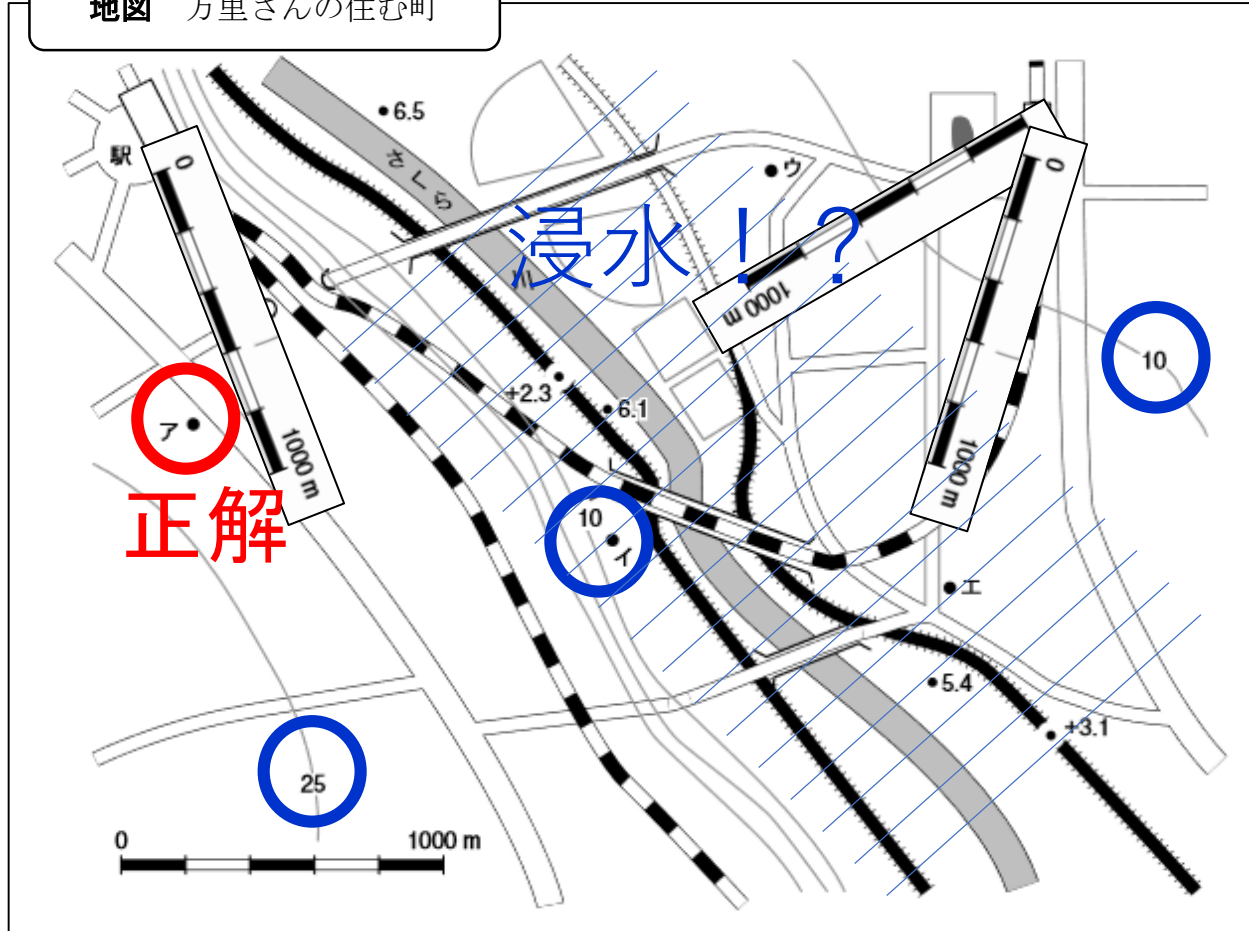 地図 万里さんの住む町
駅
さくら
川
6.5
ウ
浸水！？
0
1000 m
1000 m
0
1000 m
+2.3
6.1
10
ア
正解
10
イ
エ
5.4
+3.1
25
0 1000 m